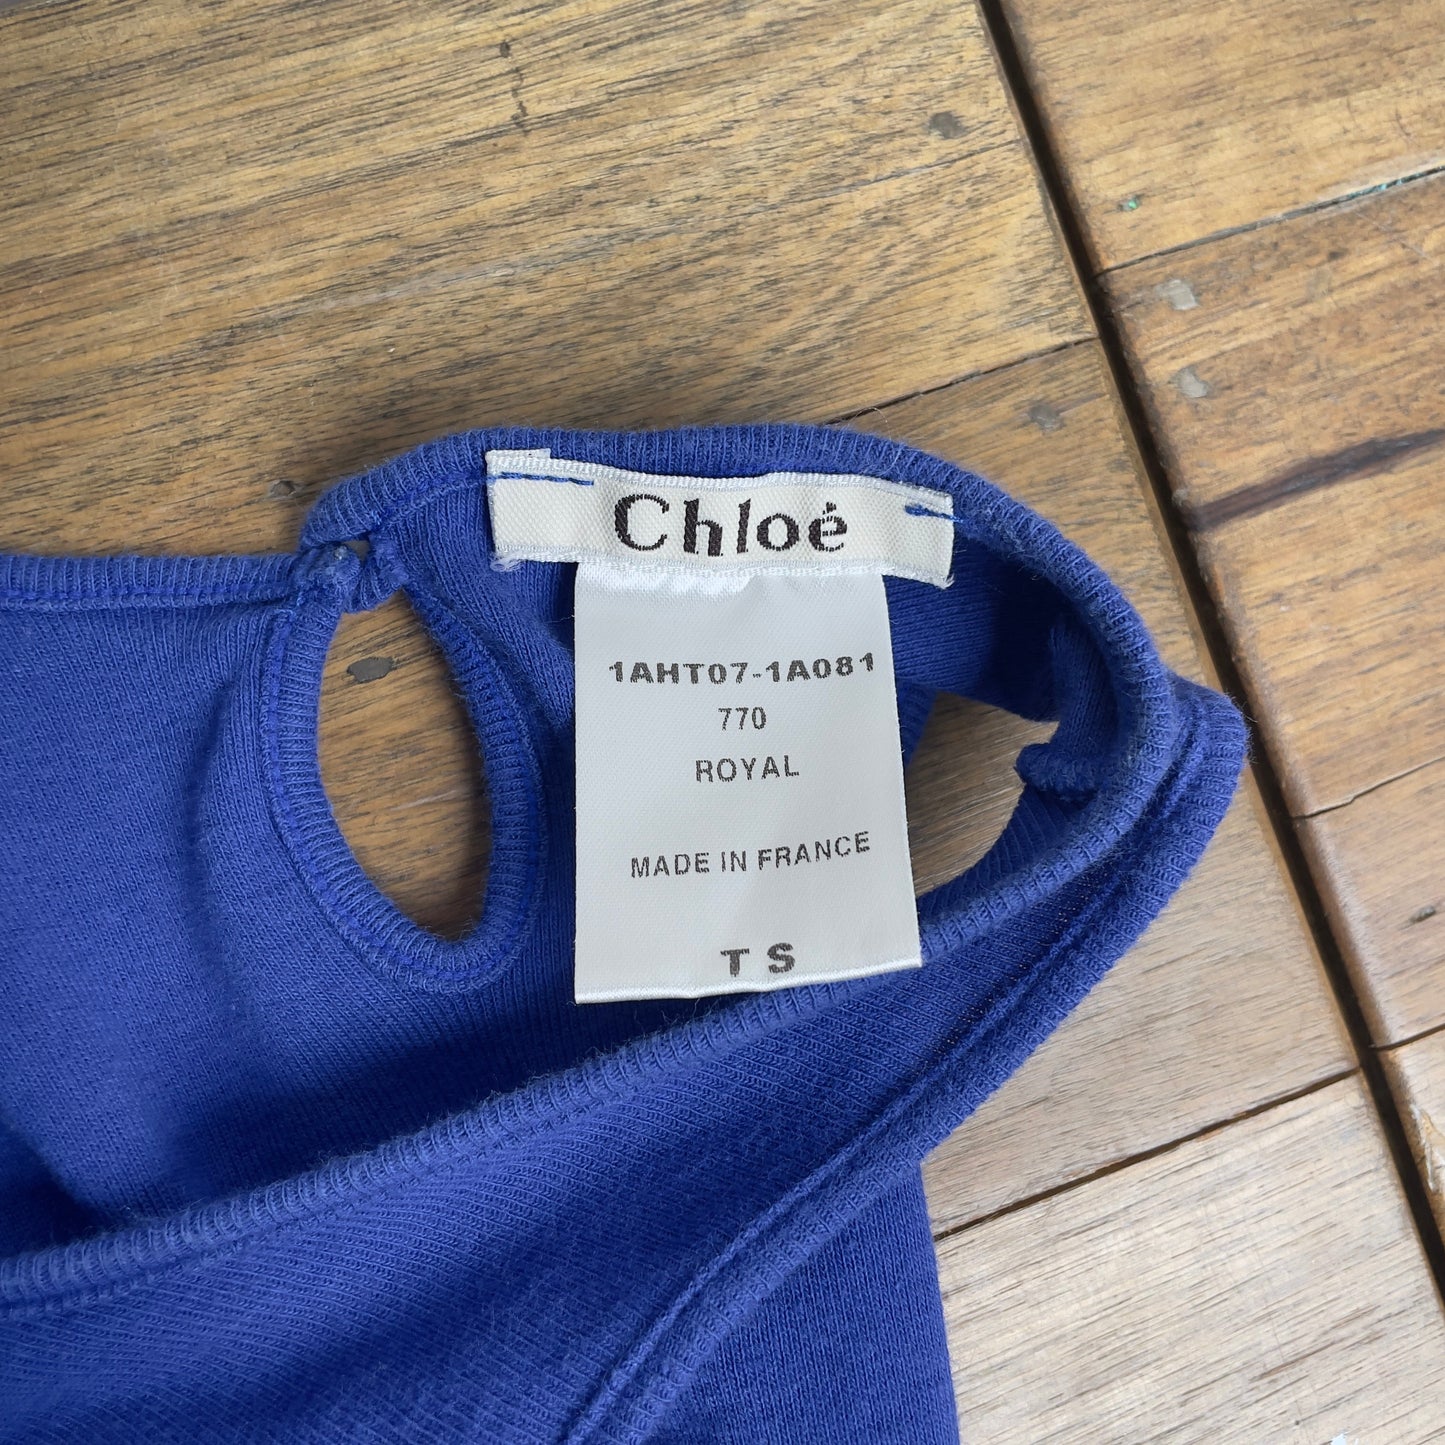 Chloé
1AHT07-1A081
770
ROYAL
MADE IN FRANCE
T S